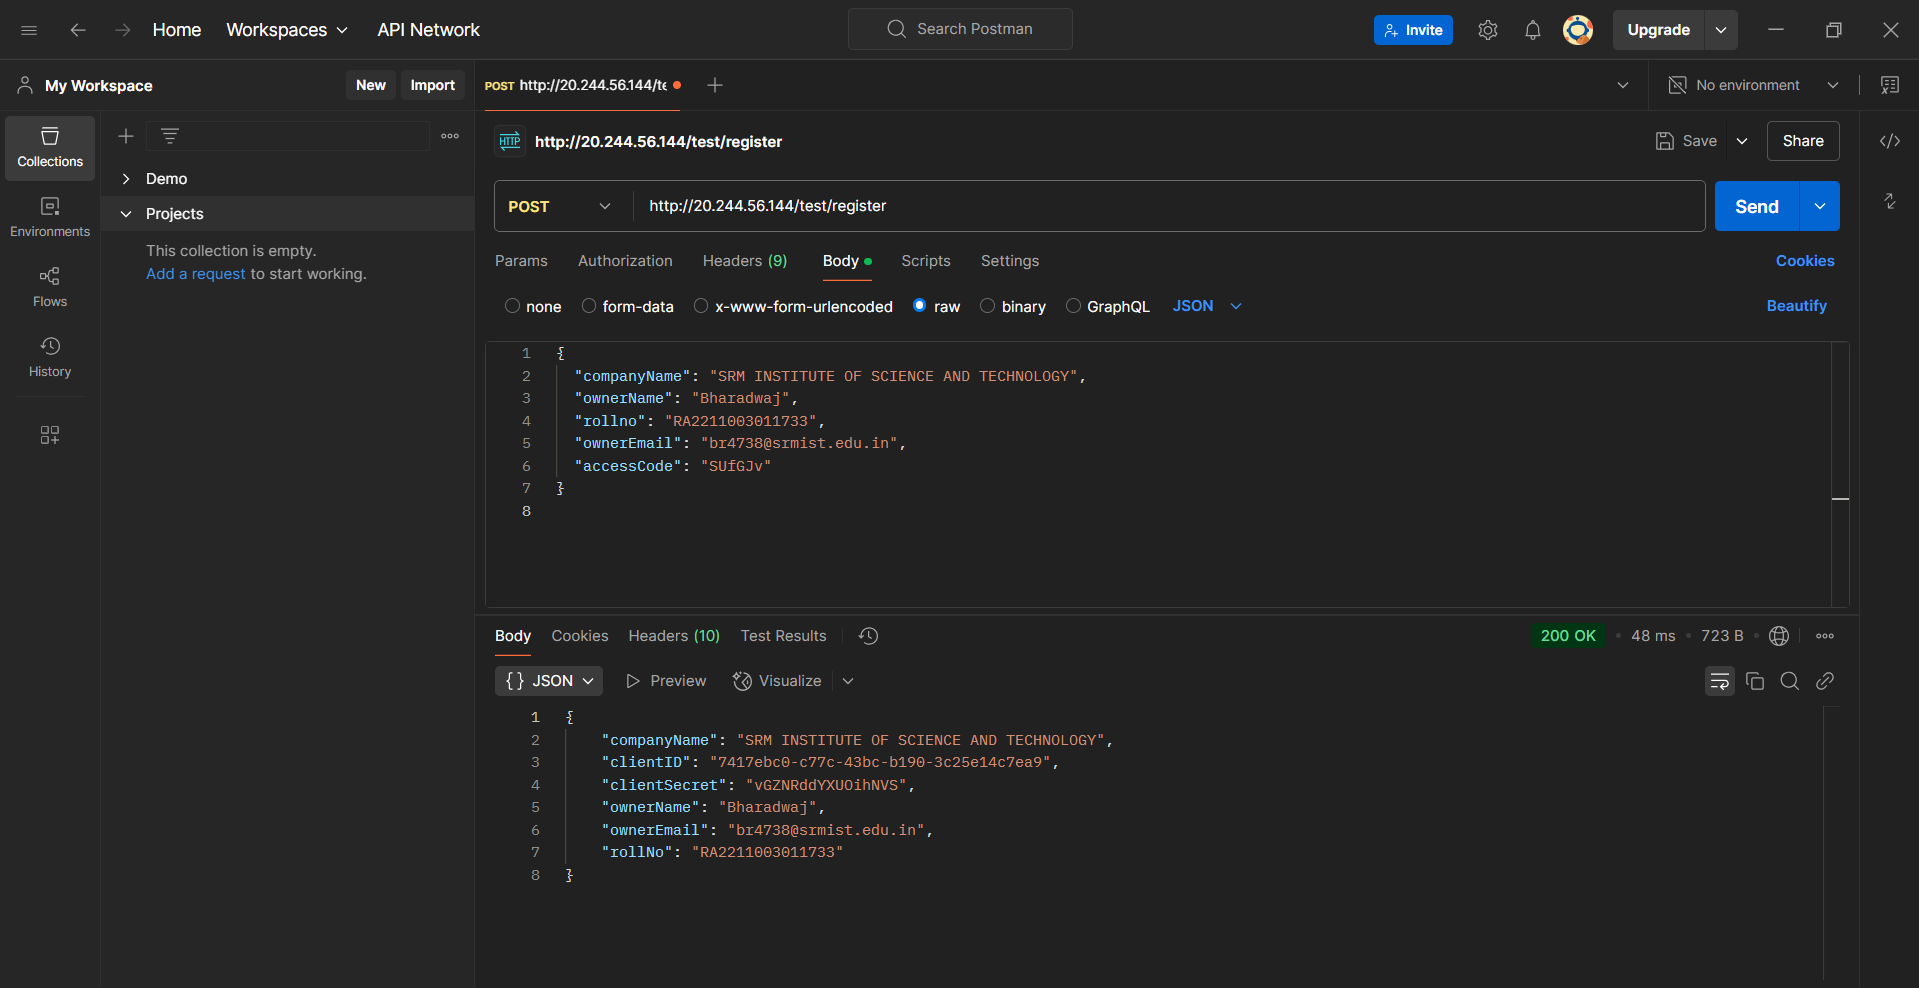 Home Workspaces API Network Search Postman Invite Upgrade
My Workspace New Import POST http://20.244.56.144/te No environment
Collections
Environments
Flows
History
Demo
Projects
This collection is empty.
Add a request to start working.
HTTP http://20.244.56.144/test/register Save Share
POST http://20.244.56.144/test/register Send
Params Authorization Headers (9) Body Scripts Settings Cookies
none form-data x-www-form-urlencoded raw binary GraphQL JSON Beautify
1 {
2 "companyName": "SRM INSTITUTE OF SCIENCE AND TECHNOLOGY",
3 "ownerName": "Bharadwaj",
4 "rollno": "RA2211003011733",
5 "ownerEmail": "br4738@srmist.edu.in",
6 "accessCode": "SUfGJv"
7 }
8
Body Cookies Headers (10) Test Results 200 OK 48 ms 723 B
{} JSON Preview Visualize
1 {
2 "companyName": "SRM INSTITUTE OF SCIENCE AND TECHNOLOGY",
3 "clientID": "7417ebc0-c77c-43bc-b190-3c25e14c7ea9",
4 "clientSecret": "vGZNRddYXUOihNVS",
5 "ownerName": "Bharadwaj",
6 "ownerEmail": "br4738@srmist.edu.in",
7 "rollNo": "RA2211003011733"
8 }